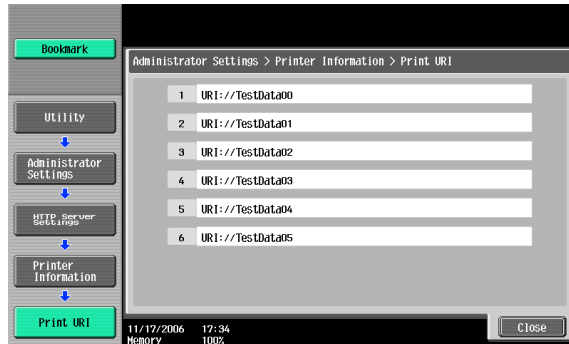 Bookmark
Administrator Settings > Printer Information > Print URI
Utility
Administrator
Settings
HTTP Server
Settings
Printer
Information
Print URI
1 URI://TestData00
2 URI://TestData01
3 URI://TestData02
4 URI://TestData03
5 URI://TestData04
6 URI://TestData05
11/17/2006 17:34
Memory 100%
Close